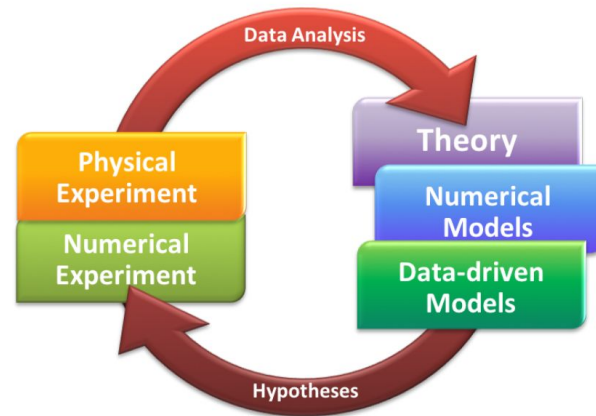 Data Analysis
Physical
Experiment
Numerical
Experiment
Theory
Numerical
Models
Data-driven
Models
Hypotheses